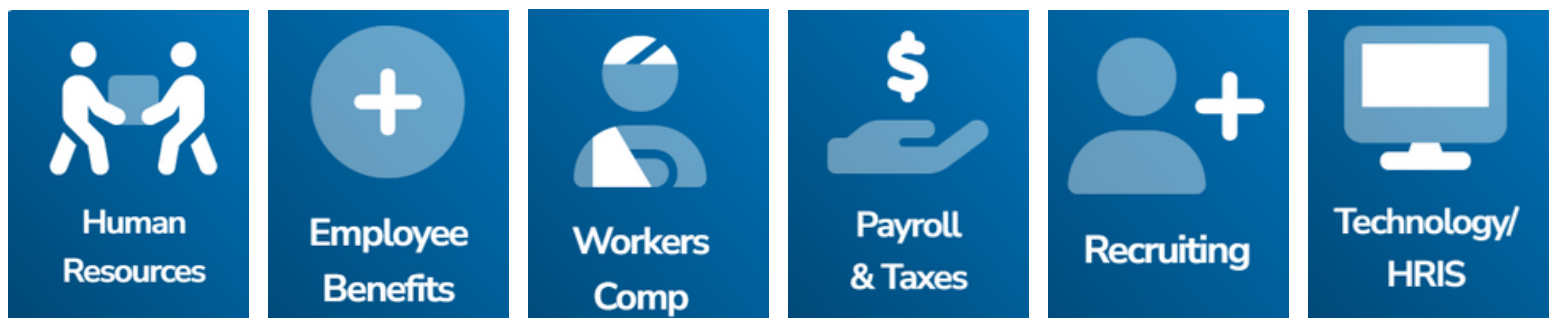 Human
Resources
Employee
Benefits
Workers
Comp
Payroll
& Taxes
Recruiting
Technology/
HRIS